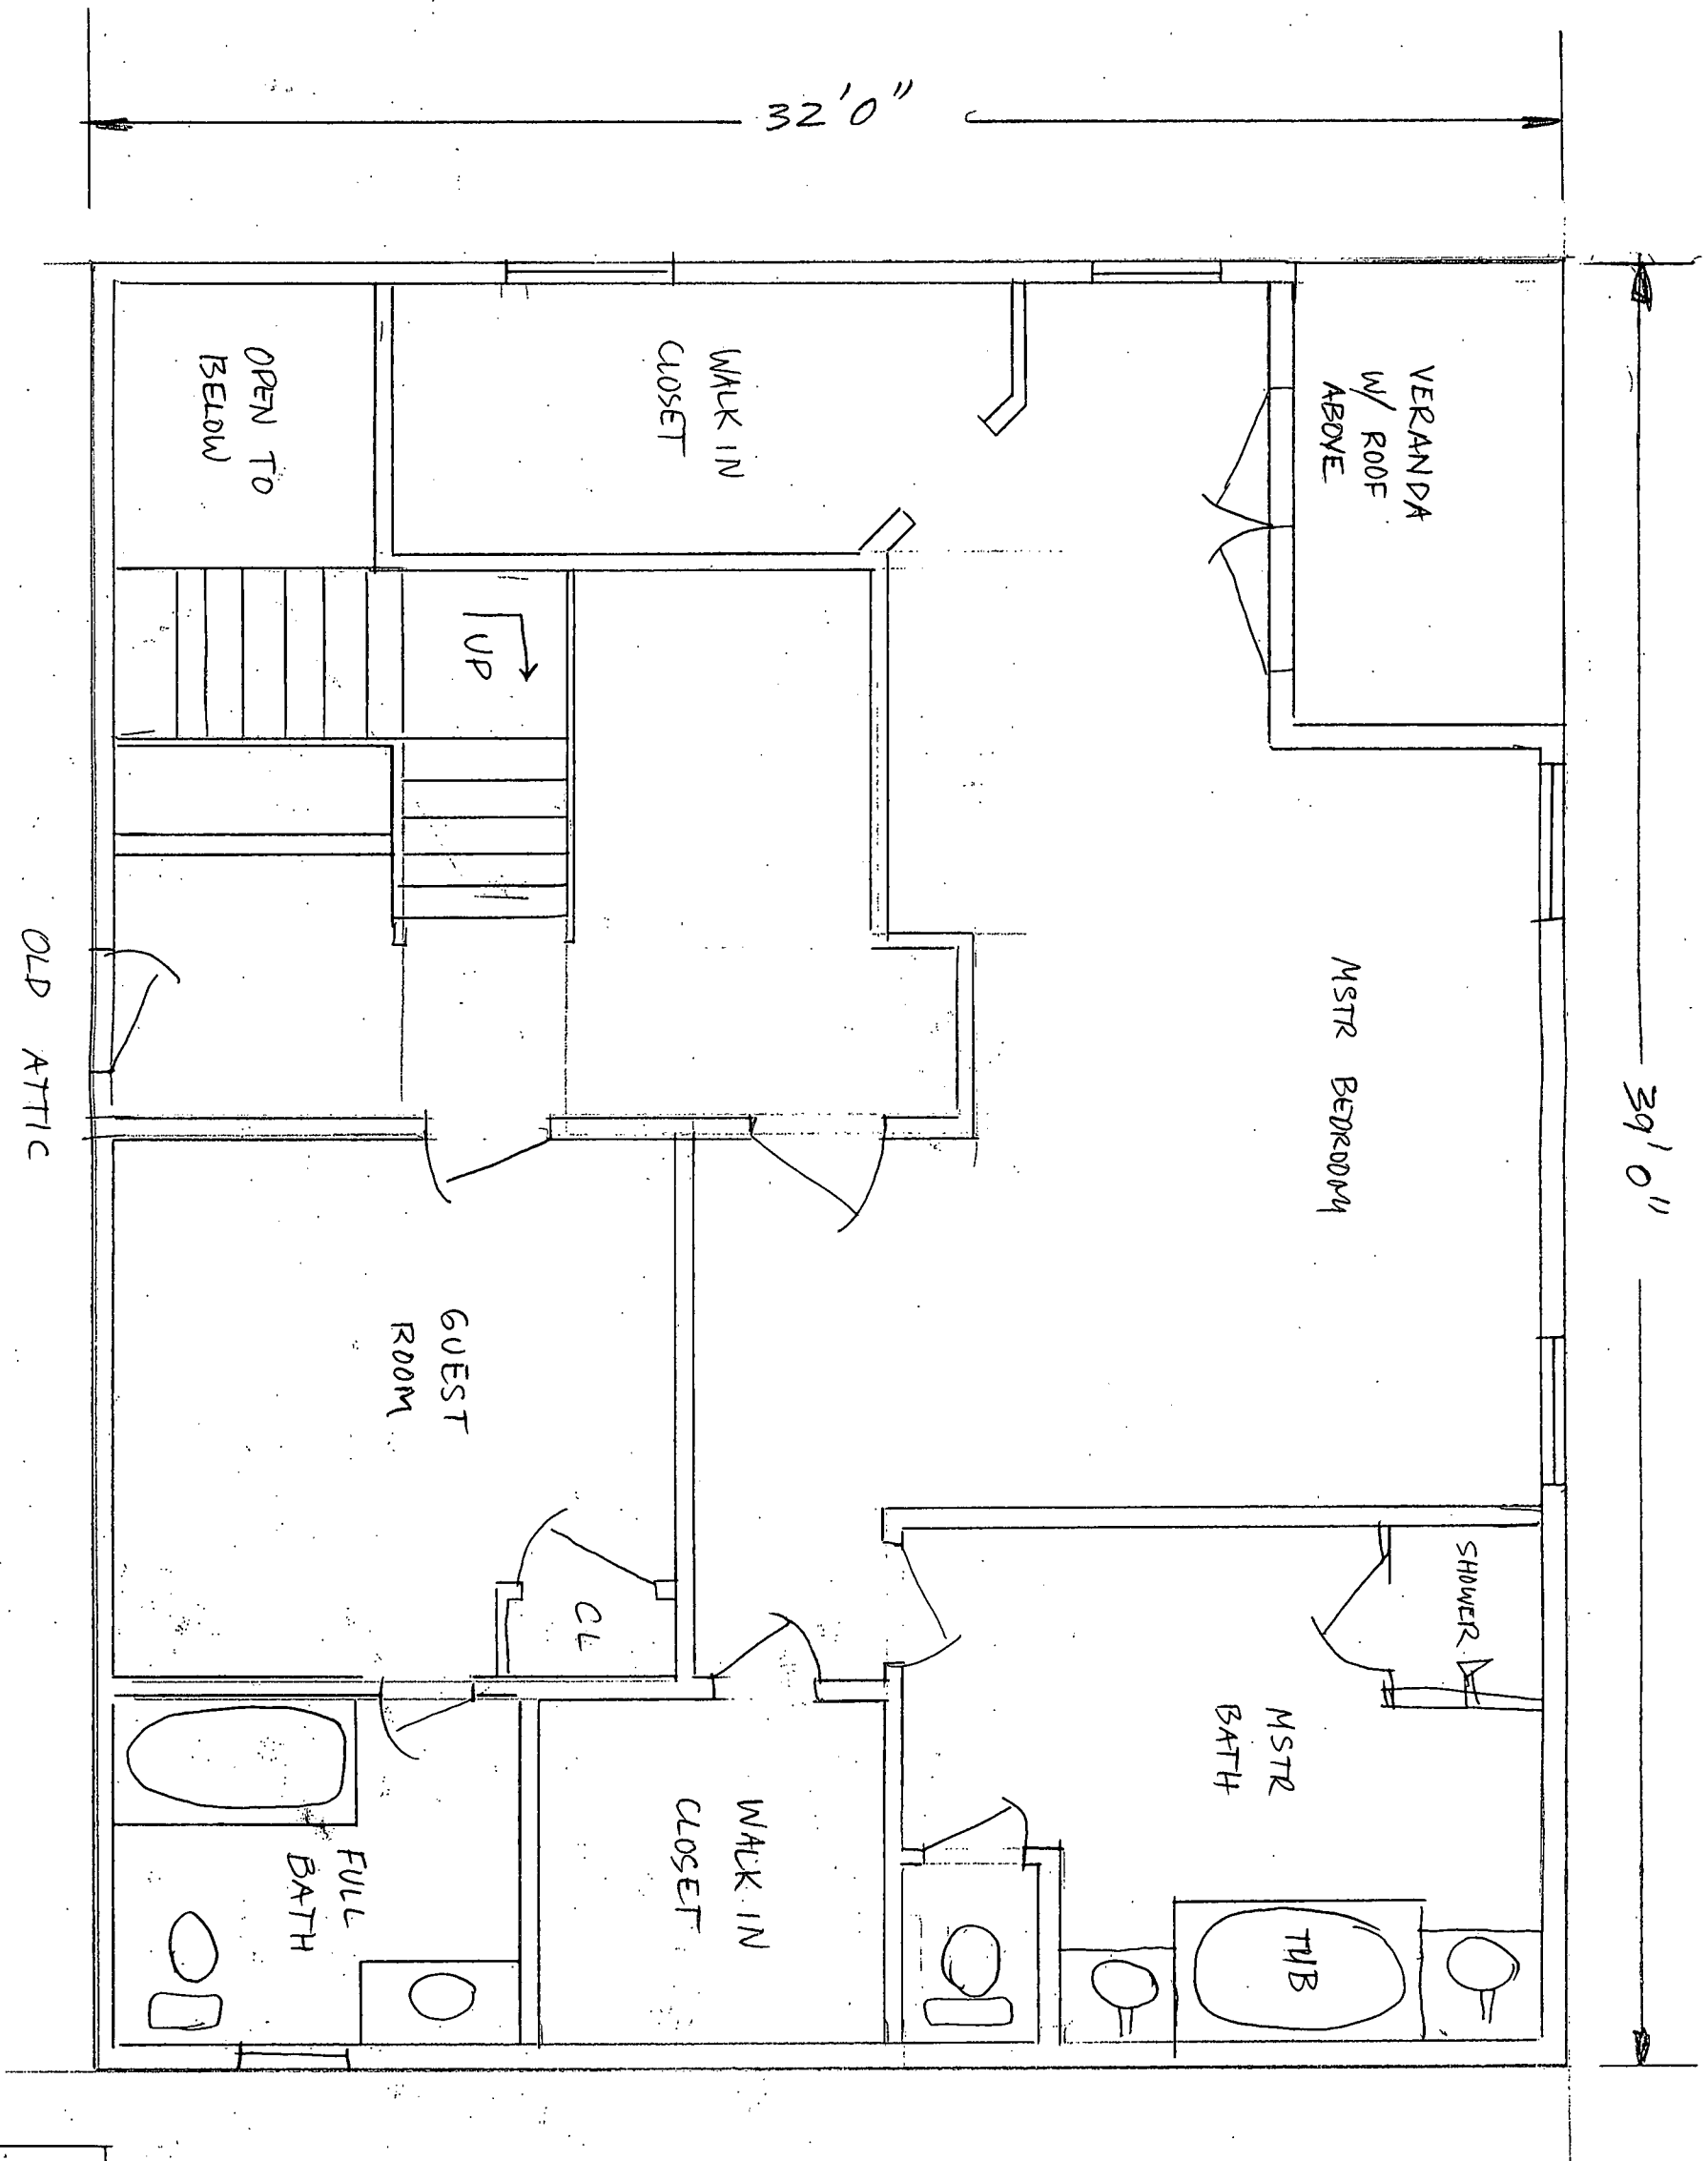 32'0"
39'0"
VERANDA
W/ ROOF
ABOVE
WALK IN
CLOSET
OPEN TO
BELOW
UP
MSTR BEDROOM
OLD ATTIC
GUEST
ROOM
CL
SHOWER
MSTR
BATH
TUB
WALK IN
CLOSET
FULL
BATH